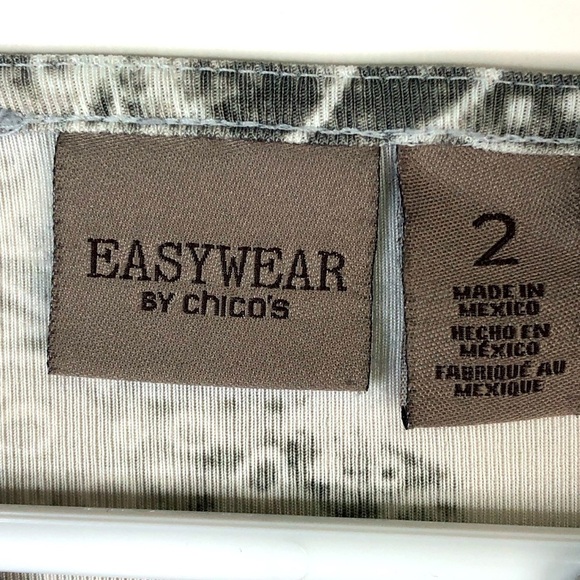 EASYWEAR
BY chico's
2
MADE IN
MEXICO
HECHO EN
MÉXICO
FABRIQUÉ AU
MEXIQUE